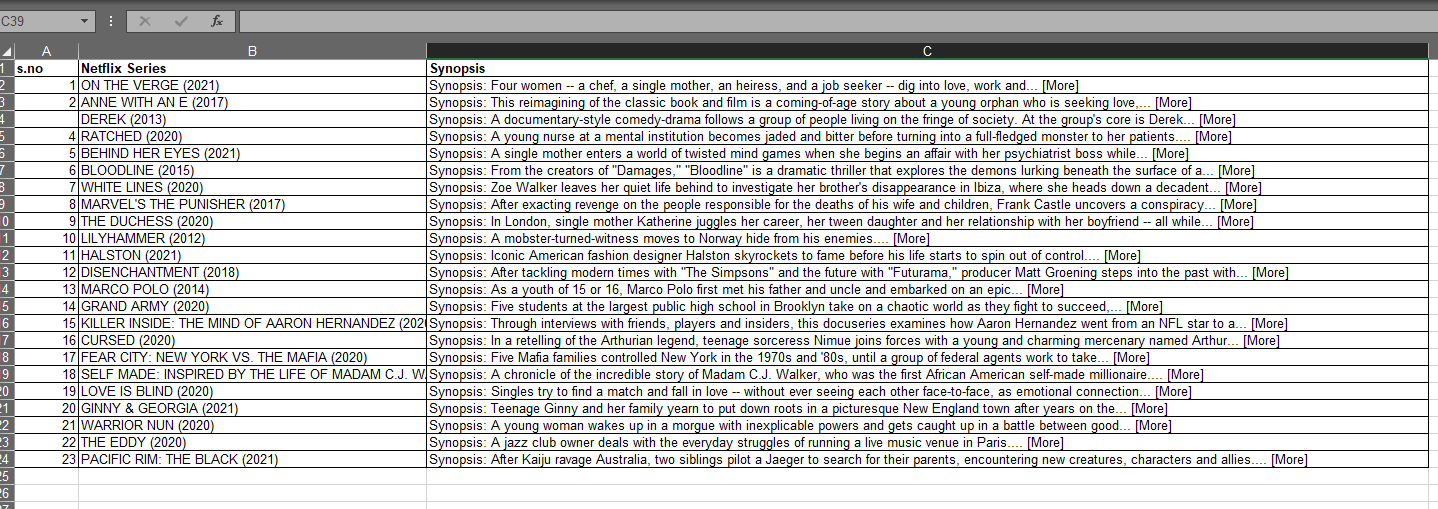 C39 fx
A B C
1 s.no Netflix Series Synopsis
2 1 ON THE VERGE (2021) Synopsis: Four women -- a chef, a single mother, an heiress, and a job seeker -- dig into love, work and... [More]
3 2 ANNE WITH AN E (2017) Synopsis: This reimagining of the classic book and film is a coming-of-age story about a young orphan who is seeking love,... [More]
4 DEREK (2013) Synopsis: A documentary-style comedy-drama follows a group of people living on the fringe of society. At the group's core is Derek... [More]
5 4 RATCHED (2020) Synopsis: A young nurse at a mental institution becomes jaded and bitter before turning into a full-fledged monster to her patients.... [More]
6 5 BEHIND HER EYES (2021) Synopsis: A single mother enters a world of twisted mind games when she begins an affair with her psychiatrist boss while... [More]
7 6 BLOODLINE (2015) Synopsis: From the creators of "Damages," "Bloodline" is a dramatic thriller that explores the demons lurking beneath the surface of a... [More]
8 7 WHITE LINES (2020) Synopsis: Zoe Walker leaves her quiet life behind to investigate her brother's disappearance in Ibiza, where she heads down a decadent... [More]
9 8 MARVEL'S THE PUNISHER (2017) Synopsis: After exacting revenge on the people responsible for the deaths of his wife and children, Frank Castle uncovers a conspiracy... [More]
0 9 THE DUCHESS (2020) Synopsis: In London, single mother Katherine juggles her career, her tween daughter and her relationship with her boyfriend -- all while... [More]
1 10 LILYHAMMER (2012) Synopsis: A mobster-turned-witness moves to Norway hide from his enemies.... [More]
2 11 HALSTON (2021) Synopsis: Iconic American fashion designer Halston skyrockets to fame before his life starts to spin out of control.... [More]
3 12 DISENCHANTMENT (2018) Synopsis: After tackling modern times with "The Simpsons" and the future with "Futurama," producer Matt Groening steps into the past with... [More]
4 13 MARCO POLO (2014) Synopsis: As a youth of 15 or 16, Marco Polo first met his father and uncle and embarked on an epic... [More]
5 14 GRAND ARMY (2020) Synopsis: Five students at the largest public high school in Brooklyn take on a chaotic world as they fight to succeed,... [More]
6 15 KILLER INSIDE: THE MIND OF AARON HERNANDEZ (202 Synopsis: Through interviews with friends, players and insiders, this docuseries examines how Aaron Hernandez went from an NFL star to a... [More]
7 16 CURSED (2020) Synopsis: In a retelling of the Arthurian legend, teenage sorceress Nimue joins forces with a young and charming mercenary named Arthur... [More]
8 17 FEAR CITY: NEW YORK VS. THE MAFIA (2020) Synopsis: Five Mafia families controlled New York in the 1970s and '80s, until a group of federal agents work to take... [More]
9 18 SELF MADE: INSPIRED BY THE LIFE OF MADAM C.J. W Synopsis: A chronicle of the incredible story of Madam C.J. Walker, who was the first African American self-made millionaire.... [More]
20 19 LOVE IS BLIND (2020) Synopsis: Singles try to find a match and fall in love -- without ever seeing each other face-to-face, as emotional connection... [More]
21 20 GINNY & GEORGIA (2021) Synopsis: Teenage Ginny and her family yearn to put down roots in a picturesque New England town after years on the... [More]
22 21 WARRIOR NUN (2020) Synopsis: A young woman wakes up in a morgue with inexplicable powers and gets caught up in a battle between good... [More]
23 22 THE EDDY (2020) Synopsis: A jazz club owner deals with the everyday struggles of running a live music venue in Paris.... [More]
24 23 PACIFIC RIM: THE BLACK (2021) Synopsis: After Kaiju ravage Australia, two siblings pilot a Jaeger to search for their parents, encountering new creatures, characters and allies.... [More]
25
26